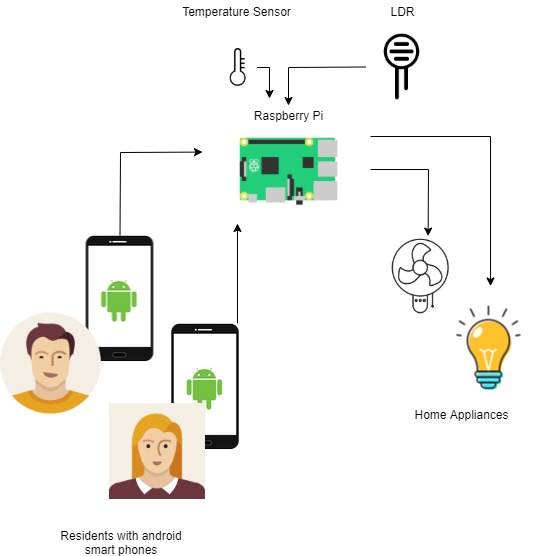 Temperature Sensor
LDR
Raspberry Pi
Home Appliances
Residents with android
smart phones